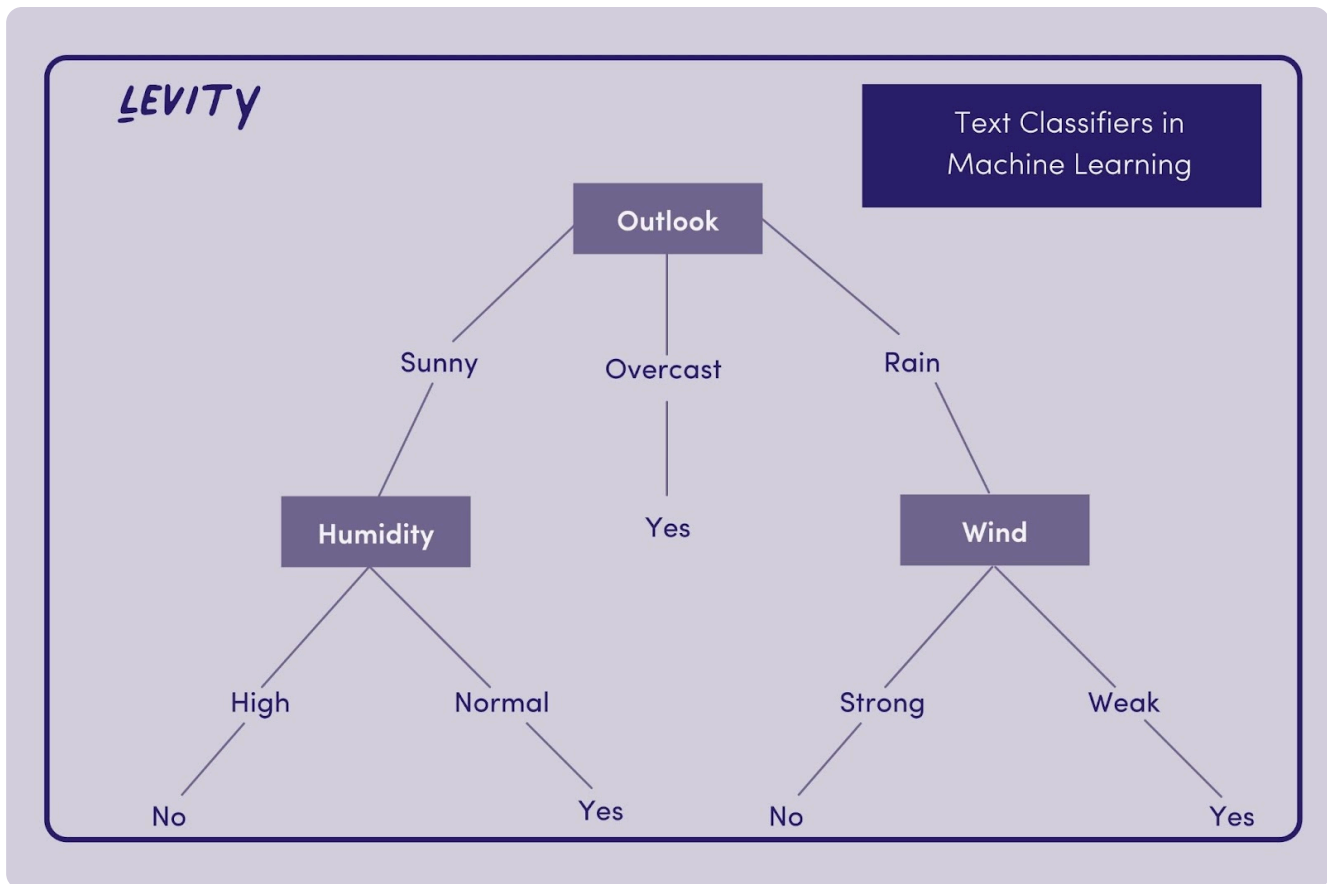 LEVITY
Text Classifiers in
Machine Learning
Outlook
Sunny
Overcast
Rain
Humidity
Yes
Wind
High
Normal
Strong
Weak
No
Yes
No
Yes